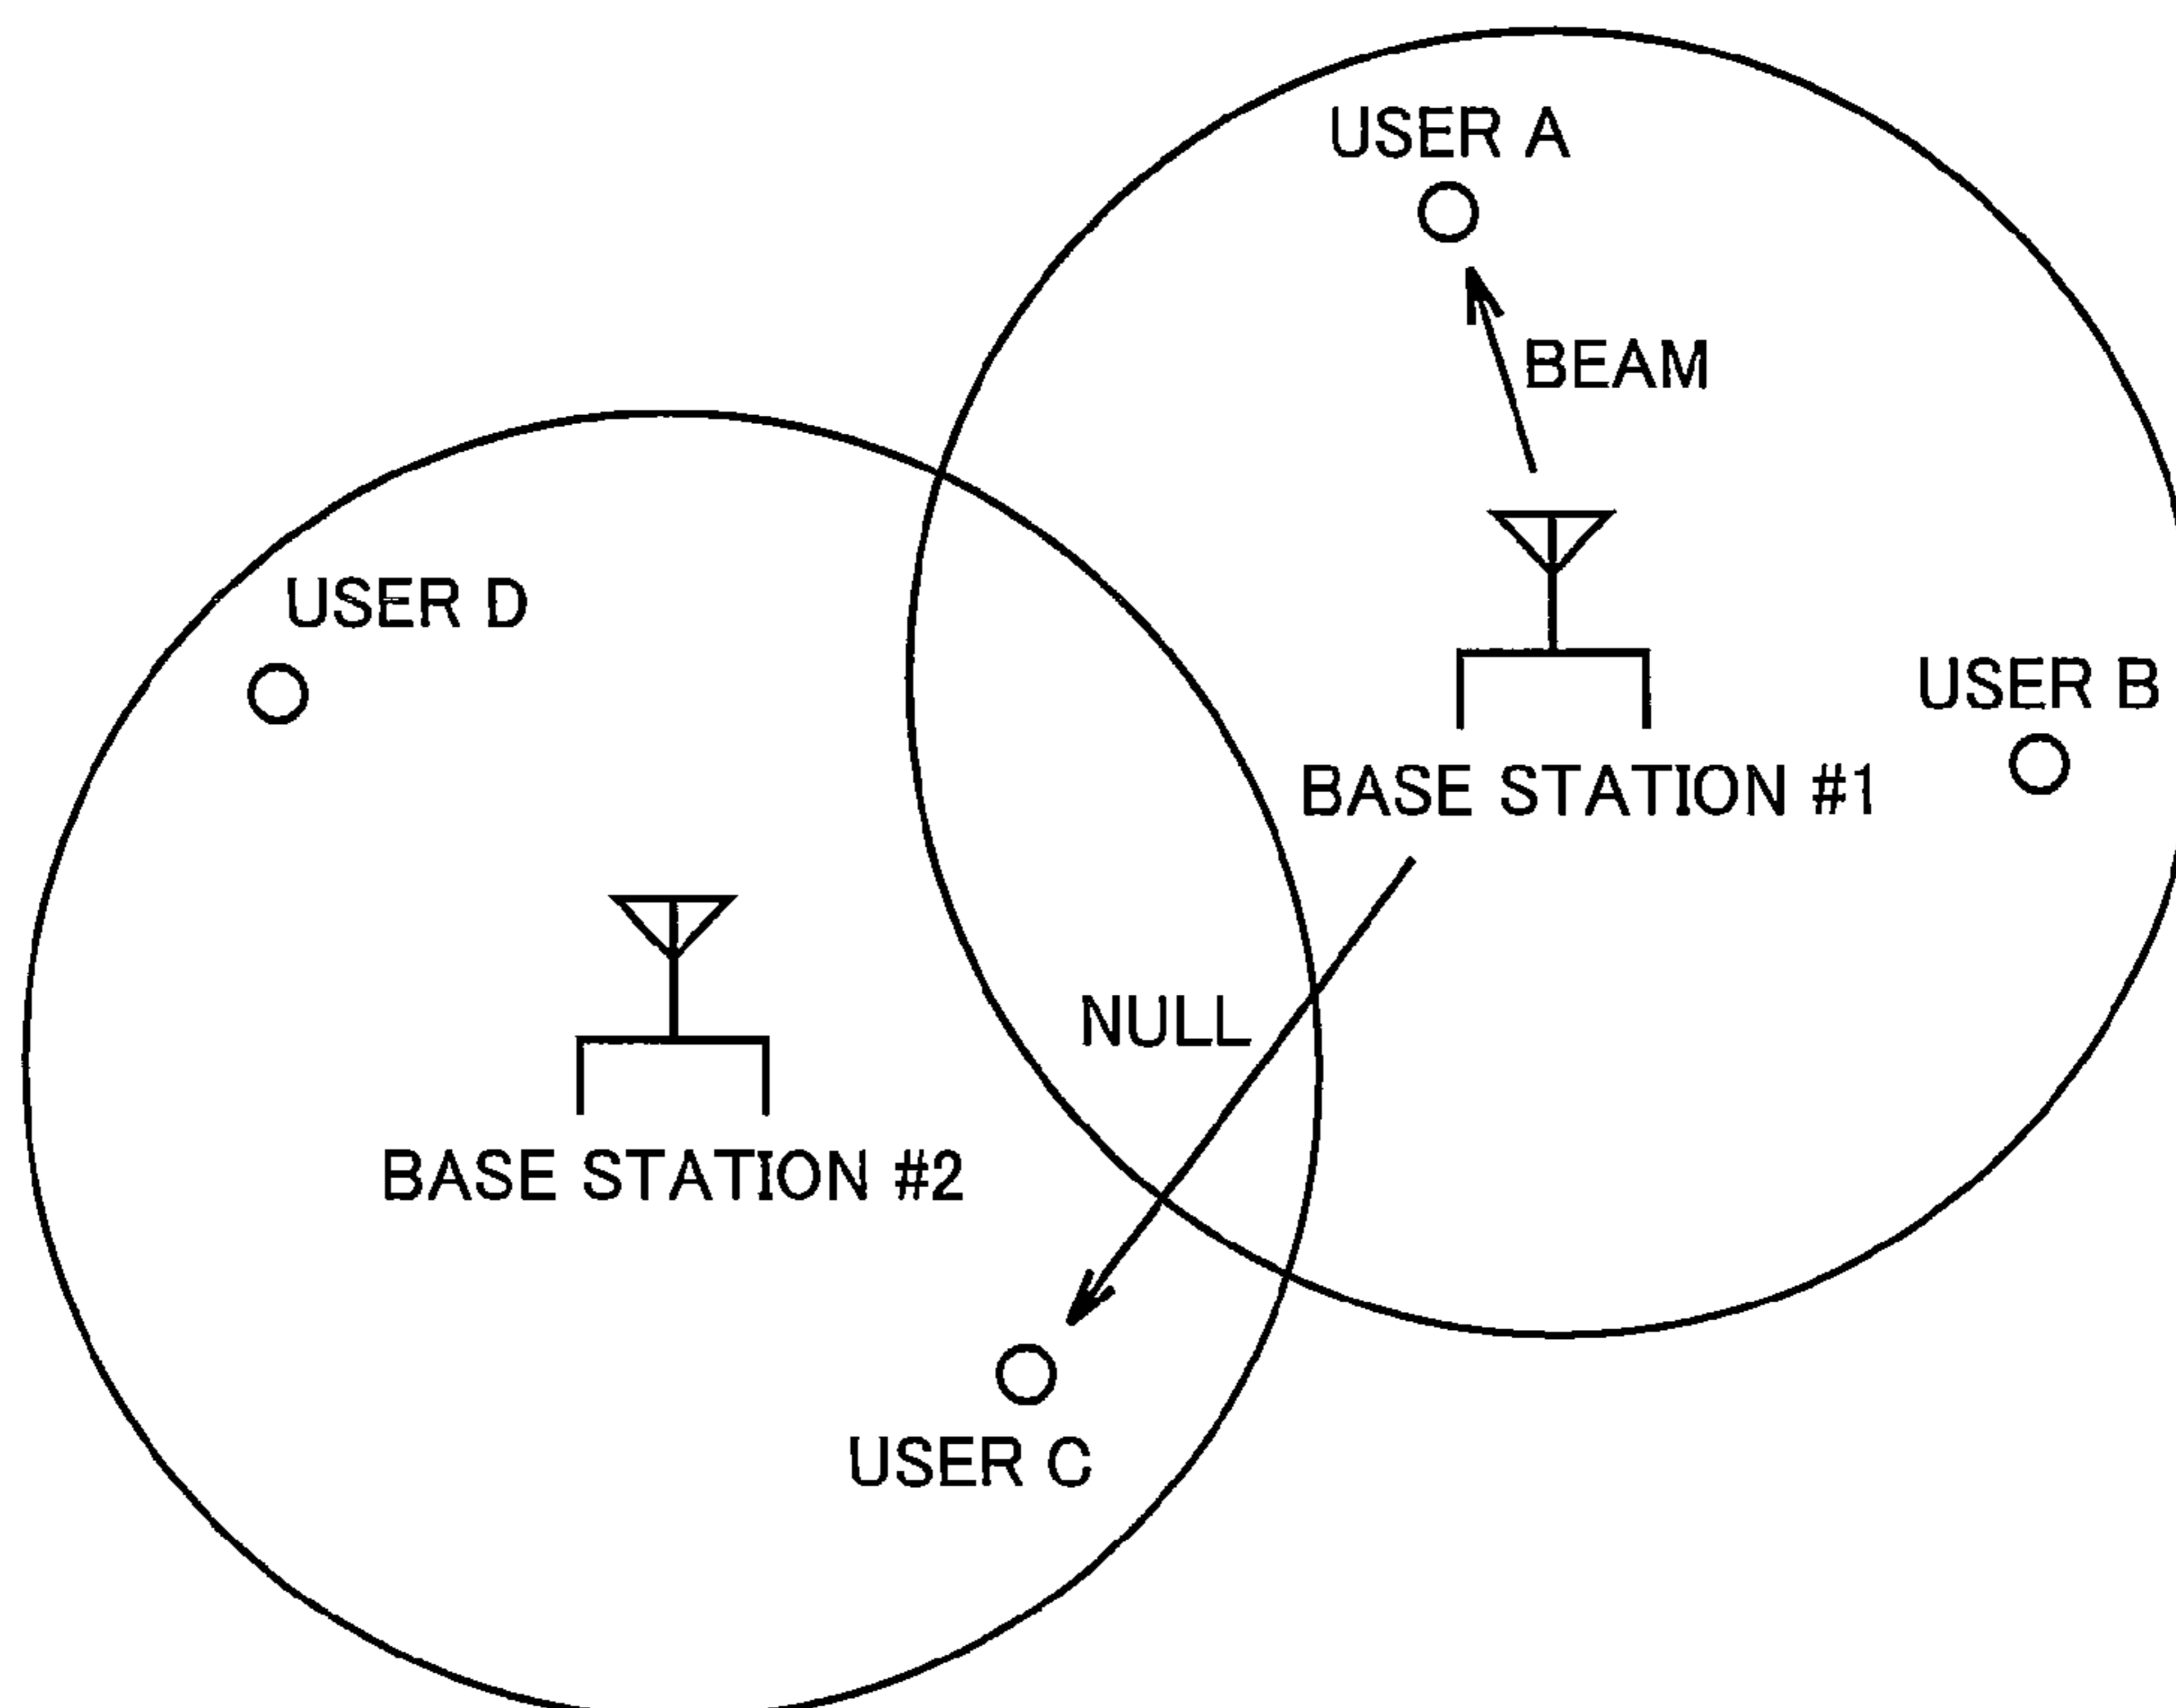 USER A
BEAM
USER D
USER B
BASE STATION #1
NULL
BASE STATION #2
USER C